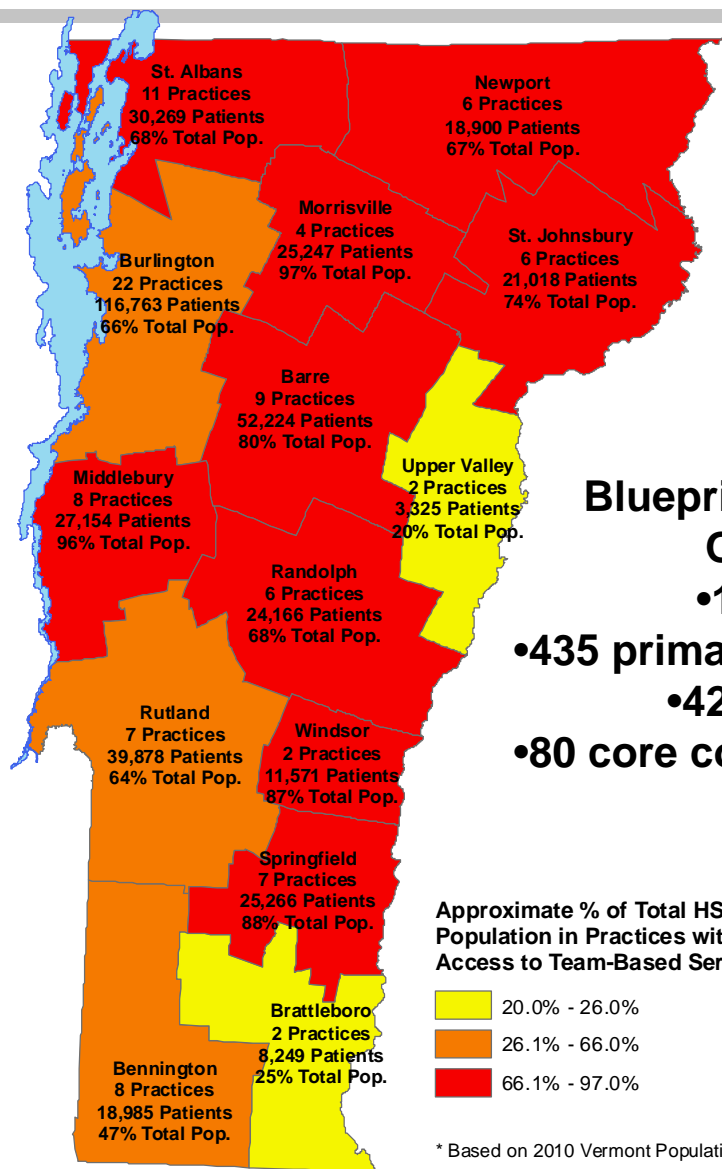 St. Albans
11 Practices
30,269 Patients
68% Total Pop.
Newport
6 Practices
18,900 Patients
67% Total Pop.
Morrisville
4 Practices
25,247 Patients
97% Total Pop.
St. Johnsbury
6 Practices
21,018 Patients
74% Total Pop.
Burlington
22 Practices
116,763 Patients
66% Total Pop.
Barre
9 Practices
52,224 Patients
80% Total Pop.
Upper Valley
2 Practices
3,325 Patients
20% Total Pop.
Middlebury
8 Practices
27,154 Patients
96% Total Pop.
Randolph
6 Practices
24,166 Patients
68% Total Pop.
Rutland
7 Practices
39,878 Patients
64% Total Pop.
Windsor
2 Practices
11,571 Patients
87% Total Pop.
Springfield
7 Practices
25,266 Patients
88% Total Pop.
Brattleboro
2 Practices
8,249 Patients
25% Total Pop.
Bennington
8 Practices
18,985 Patients
47% Total Pop.
Bluepri
•1
•435 prima
•42
•80 core co
Approximate % of Total HS
Population in Practices wit
Access to Team-Based Ser
20.0% - 26.0%
26.1% - 66.0%
66.1% - 97.0%
* Based on 2010 Vermont Populati